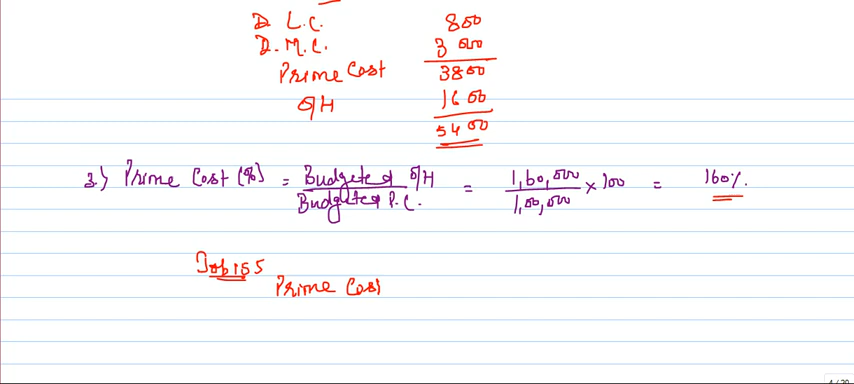 D. L.C. 800
D. M.C. 3000
Prime Cost 3800
O/H 1600
5400
3.) Prime Cost (%) = Budgeted O/H / Budgeted P.C. = 1,60,000 / 1,00,000 × 100 = 160%.
Job 155
Prime Cost